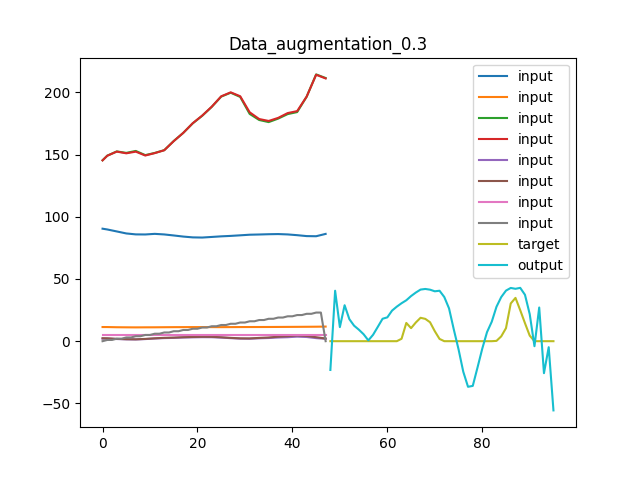 Data_augmentation_0.3
200
150
100
50
0
−50
0
20
40
60
80
input
input
input
input
input
input
input
input
target
output